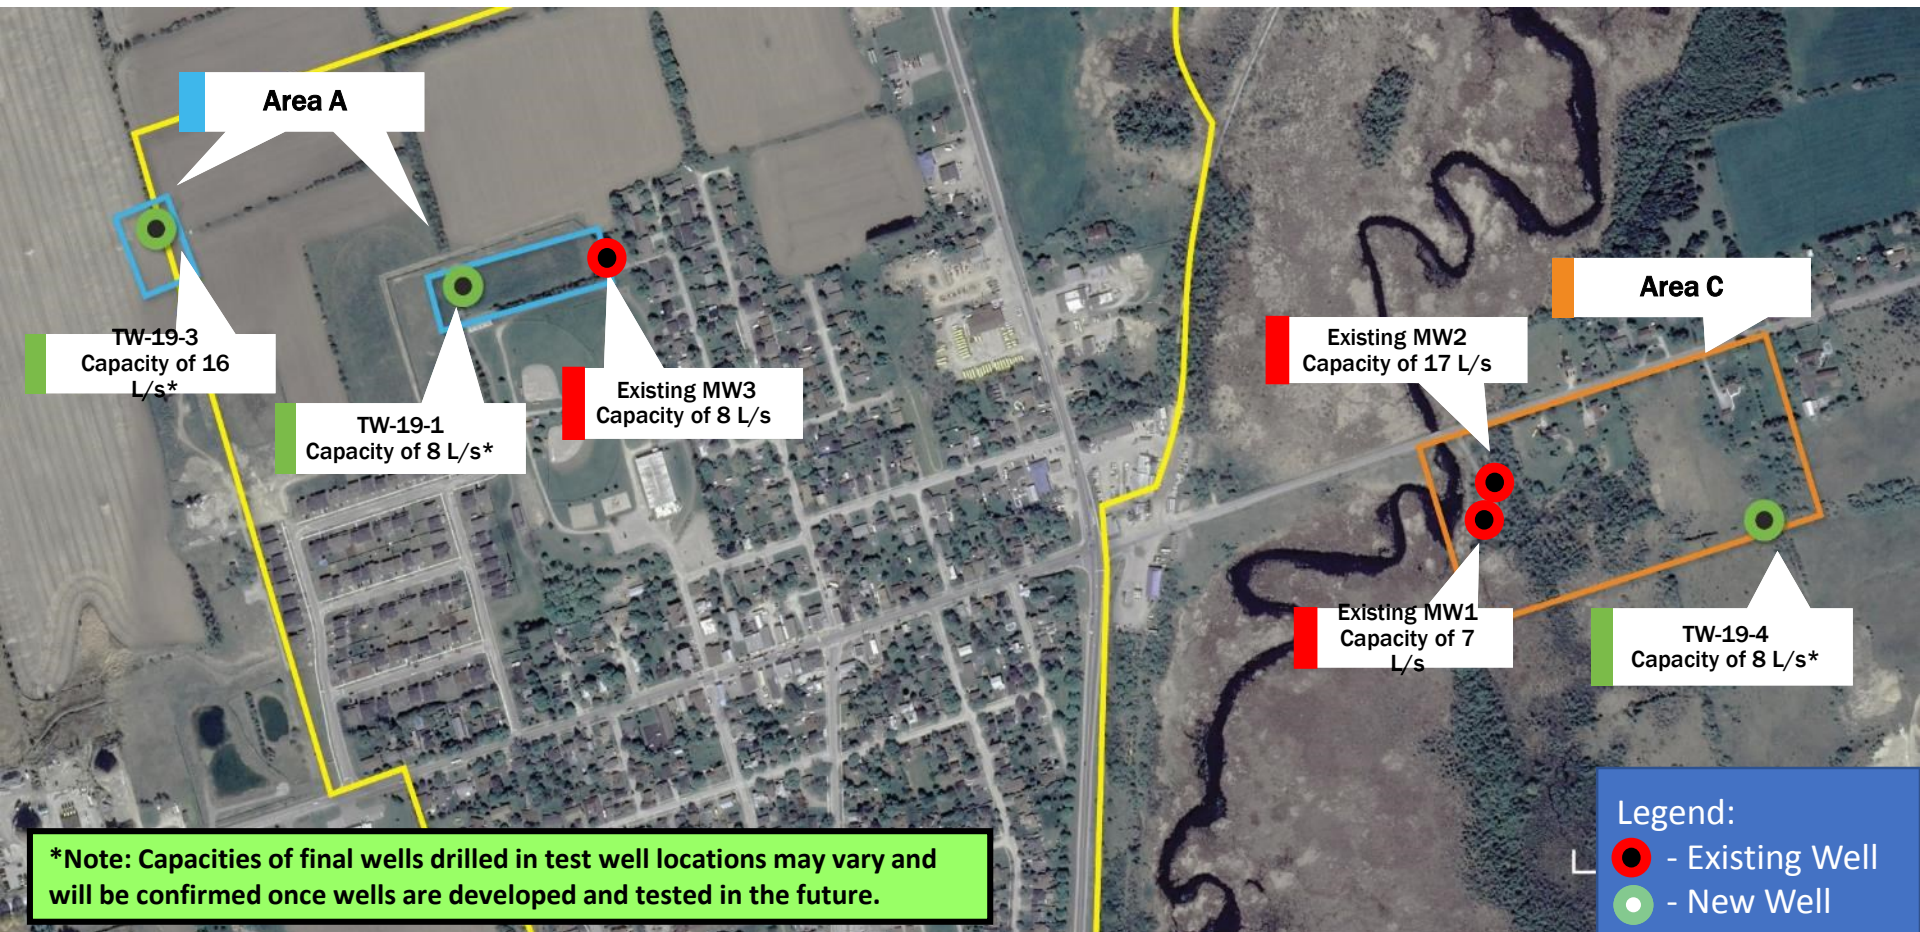 Area A
TW-19-3
Capacity of 16
L/s*
TW-19-1
Capacity of 8 L/s*
Existing MW3
Capacity of 8 L/s
Existing MW2
Capacity of 17 L/s
Area C
Existing MW1
Capacity of 7
L/s
TW-19-4
Capacity of 8 L/s*
*Note: Capacities of final wells drilled in test well locations may vary and
will be confirmed once wells are developed and tested in the future.
Legend:
- Existing Well
- New Well